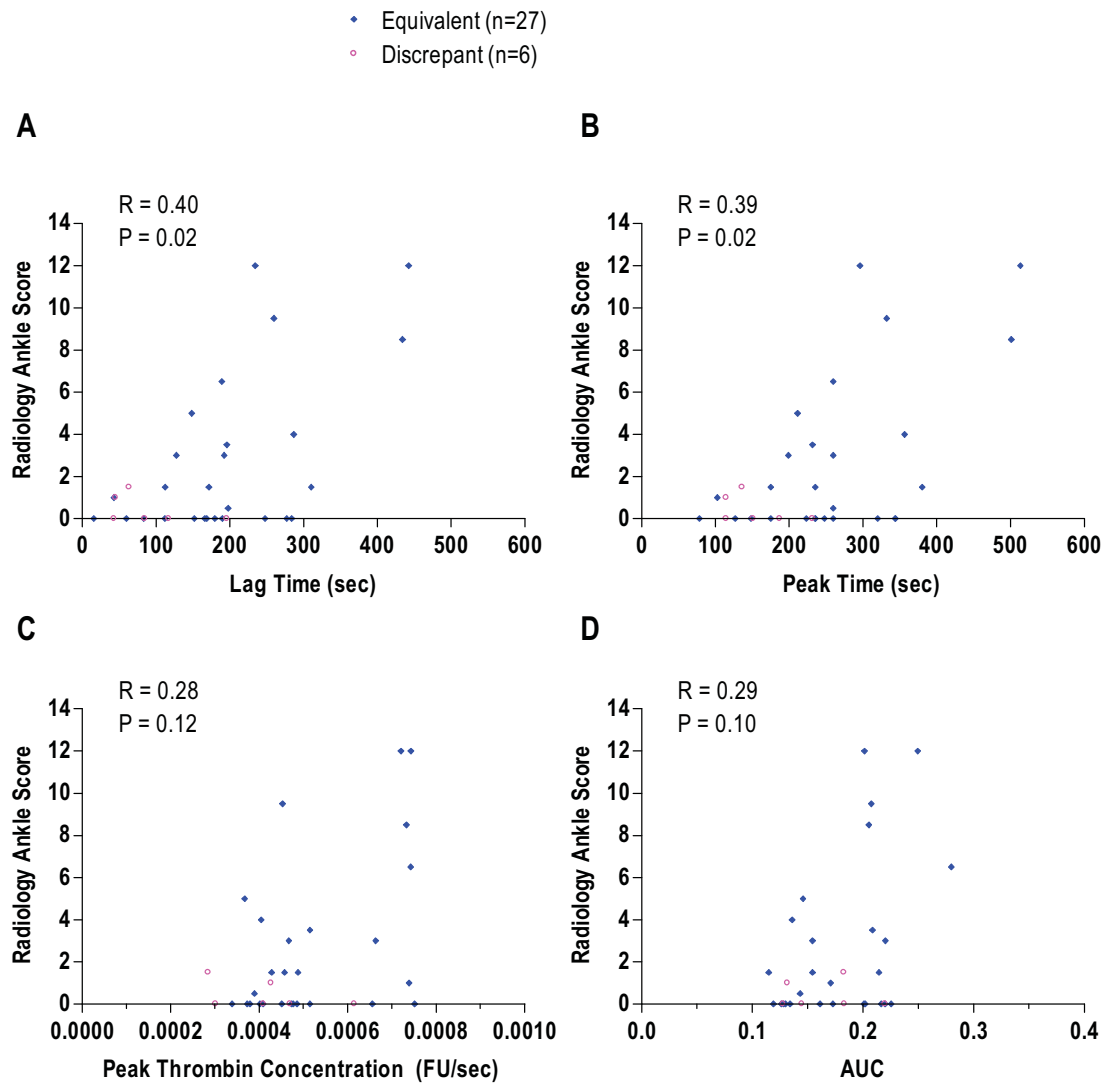 Equivalent (n=27)
Discrepant (n=6)
A
B
R = 0.40
P = 0.02
R = 0.39
P = 0.02
Radiology Ankle Score
14
12
10
8
6
4
2
0
0 100 200 300 400 500 600
Lag Time (sec)
Radiology Ankle Score
14
12
10
8
6
4
2
0
0 100 200 300 400 500 600
Peak Time (sec)
C
D
R = 0.28
P = 0.12
R = 0.29
P = 0.10
Radiology Ankle Score
14
12
10
8
6
4
2
0
0.0000 0.0002 0.0004 0.0006 0.0008 0.0010
Peak Thrombin Concentration (FU/sec)
Radiology Ankle Score
14
12
10
8
6
4
2
0
0.0 0.1 0.2 0.3 0.4
AUC